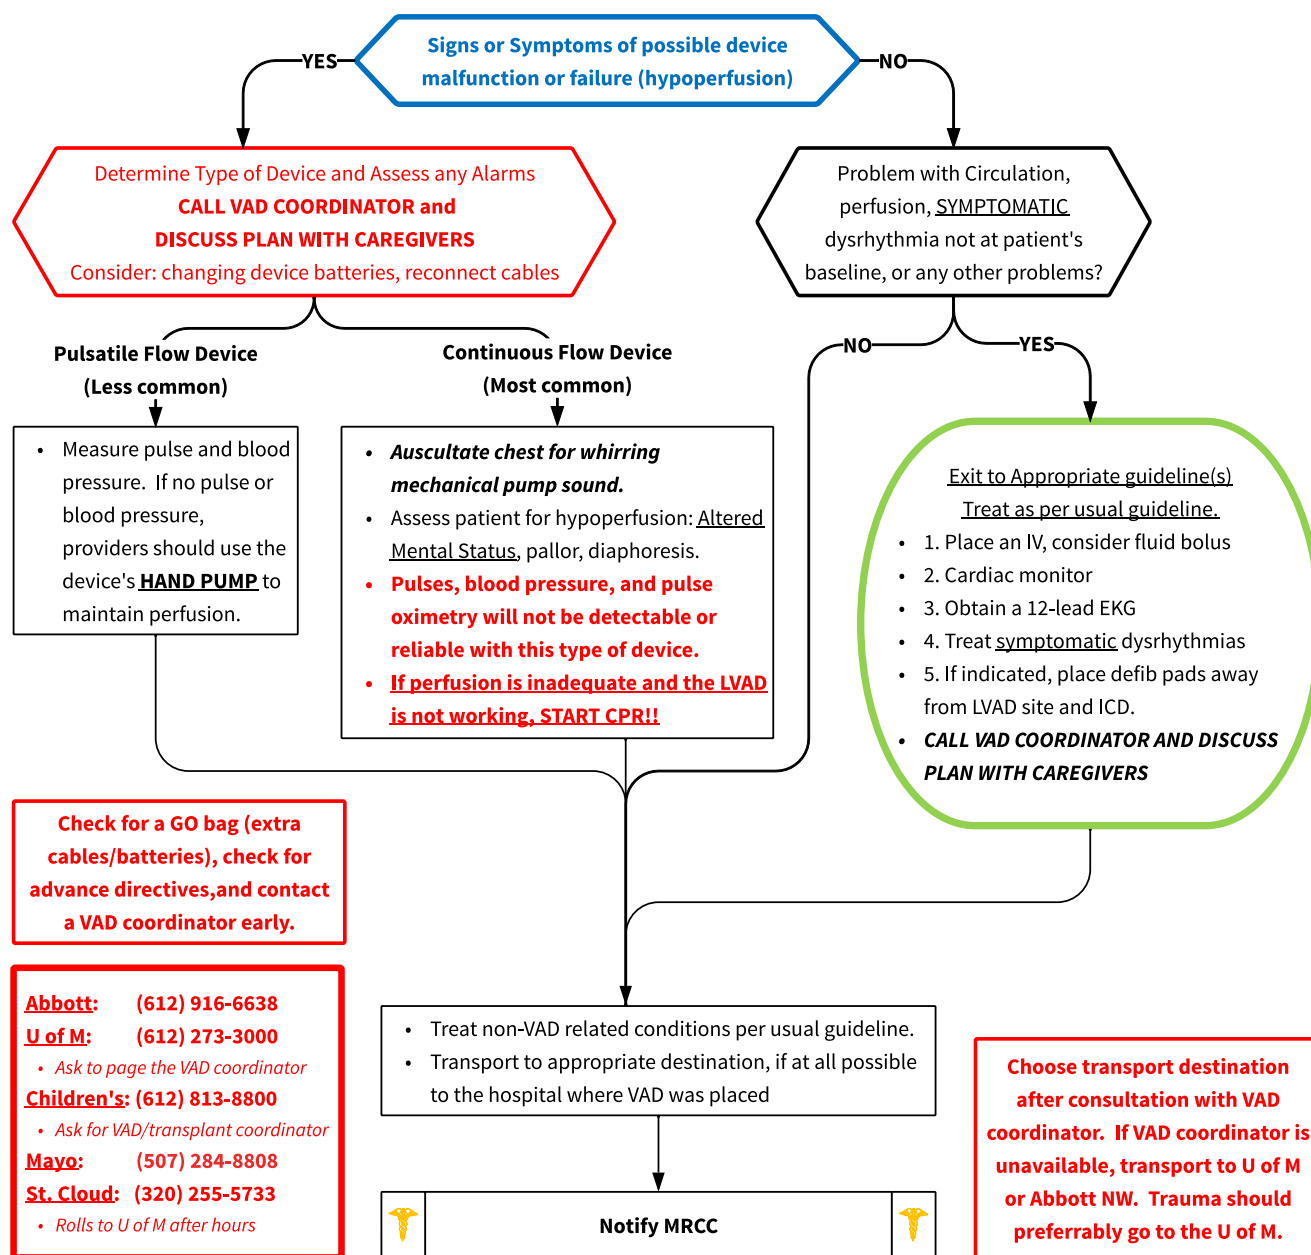 Signs or Symptoms of possible device
malfunction or failure (hypoperfusion)
YES
NO
Determine Type of Device and Assess any Alarms
CALL VAD COORDINATOR and
DISCUSS PLAN WITH CAREGIVERS
Consider: changing device batteries, reconnect cables
Problem with Circulation,
perfusion, SYMPTOMATIC
dysrhythmia not at patient's
baseline, or any other problems?
Pulsatile Flow Device
(Less common)
Continuous Flow Device
(Most common)
NO
YES
• Measure pulse and blood
pressure. If no pulse or
blood pressure,
providers should use the
device's HAND PUMP to
maintain perfusion.
• Auscultate chest for whirring
mechanical pump sound.
• Assess patient for hypoperfusion: Altered
Mental Status, pallor, diaphoresis.
• Pulses, blood pressure, and pulse
oximetry will not be detectable or
reliable with this type of device.
• If perfusion is inadequate and the LVAD
is not working, START CPR!!
Exit to Appropriate guideline(s)
Treat as per usual guideline.
• 1. Place an IV, consider fluid bolus
• 2. Cardiac monitor
• 3. Obtain a 12-lead EKG
• 4. Treat symptomatic dysrhythmias
• 5. If indicated, place defib pads away
from LVAD site and ICD.
• CALL VAD COORDINATOR AND DISCUSS
PLAN WITH CAREGIVERS
Check for a GO bag (extra
cables/batteries), check for
advance directives,and contact
a VAD coordinator early.
Abbott: (612) 916-6638
U of M: (612) 273-3000
• Ask to page the VAD coordinator
Children's: (612) 813-8800
• Ask for VAD/transplant coordinator
Mayo: (507) 284-8808
St. Cloud: (320) 255-5733
• Rolls to U of M after hours
• Treat non-VAD related conditions per usual guideline.
• Transport to appropriate destination, if at all possible
to the hospital where VAD was placed
Notify MRCC
Choose transport destination
after consultation with VAD
coordinator. If VAD coordinator is
unavailable, transport to U of M
or Abbott NW. Trauma should
preferrably go to the U of M.